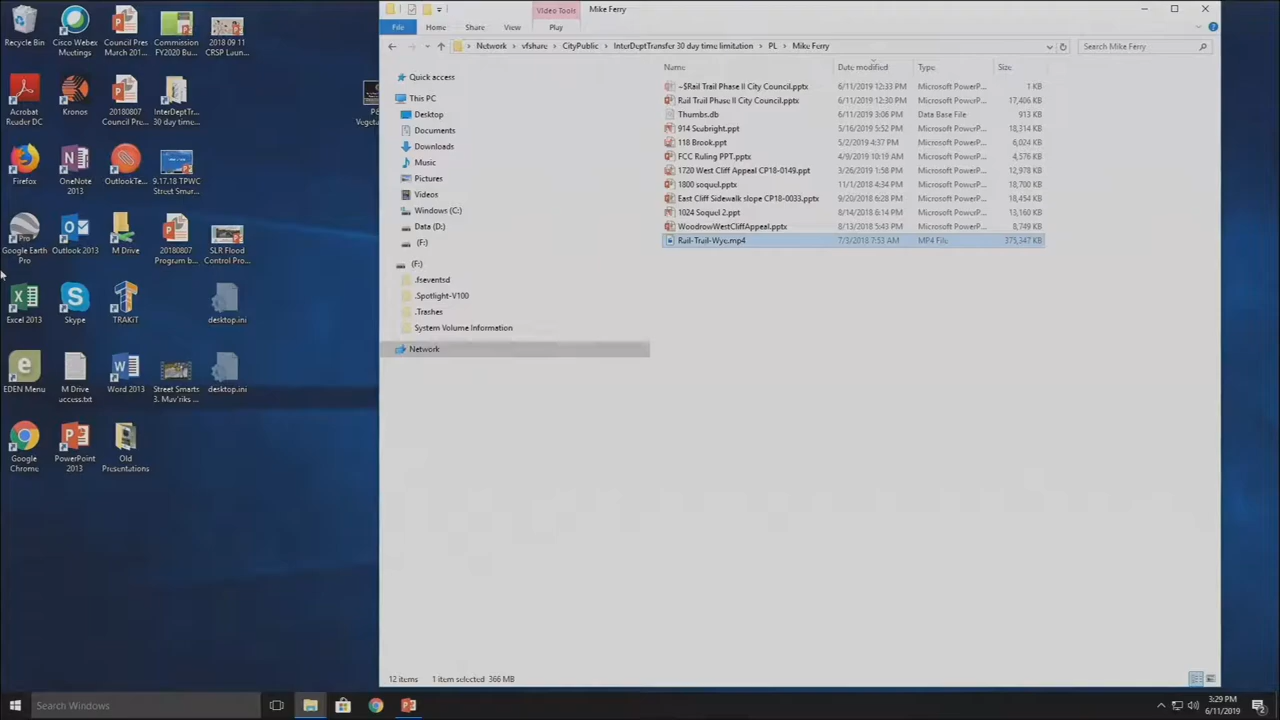 Recycle Bin
Cisco Webex
Meetings
Council Pres
March 201...
Commission
FY2020 Bu...
2018 09 11
CRSP Laun...
Acrobat
Reader DC
Kronos
20180807
Council Pre...
InterDeptTr...
30 day time...
P&
Vegeta
Firefox
OneNote
2013
OutlookTe...
9.17.18 TPWC
Street Smar...
Google Earth
Pro
Outlook 2013
M Drive
20180807
Program b...
SLR Flood
Control Pro...
Excel 2013
Skype
TRAKiT
desktop.ini
EDEN Menu
M Drive
access.txt
Word 2013
Street Smarts
3. Mav'riks ...
desktop.ini
Google
Chrome
PowerPoint
2013
Old
Presentations
Video Tools
Mike Ferry
File Home Share View Play
Network > vfshare > CityPublic > InterDeptTransfer 30 day time limitation > PL > Mike Ferry
Search Mike Ferry
Quick access
This PC
Desktop
Documents
Downloads
Music
Pictures
Videos
Windows (C:)
Data (D:)
(F:)
(F:)
.fseventsd
.Spotlight-V100
.Trashes
System Volume Information
Network
Name Date modified Type Size
~$Rail Trail Phase II City Council.pptx 6/11/2019 12:33 PM Microsoft PowerP... 1 KB
Rail Trail Phase II City Council.pptx 6/11/2019 12:30 PM Microsoft PowerP... 17,406 KB
Thumbs.db 6/11/2019 3:06 PM Data Base File 913 KB
914 Seabright.ppt 5/16/2019 5:52 PM Microsoft PowerP... 18,314 KB
118 Brook.ppt 5/2/2019 4:37 PM Microsoft PowerP... 6,024 KB
FCC Ruling PPT.pptx 4/9/2019 10:19 AM Microsoft PowerP... 4,576 KB
1720 West Cliff Appeal CP18-0149.ppt 3/26/2019 1:58 PM Microsoft PowerP... 12,978 KB
1800 soquel.pptx 11/1/2018 4:34 PM Microsoft PowerP... 18,700 KB
East Cliff Sidewalk slope CP18-0033.pptx 9/20/2018 6:28 PM Microsoft PowerP... 18,454 KB
1024 Soquel 2.ppt 8/14/2018 6:14 PM Microsoft PowerP... 13,160 KB
WoodrowWestCliffAppeal.pptx 8/13/2018 5:52 PM Microsoft PowerP... 8,749 KB
Rail-Trail-Wye.mp4 7/3/2018 7:53 AM MP4 File 375,347 KB
12 items 1 item selected 366 MB
Search Windows
3:29 PM
6/11/2019
2